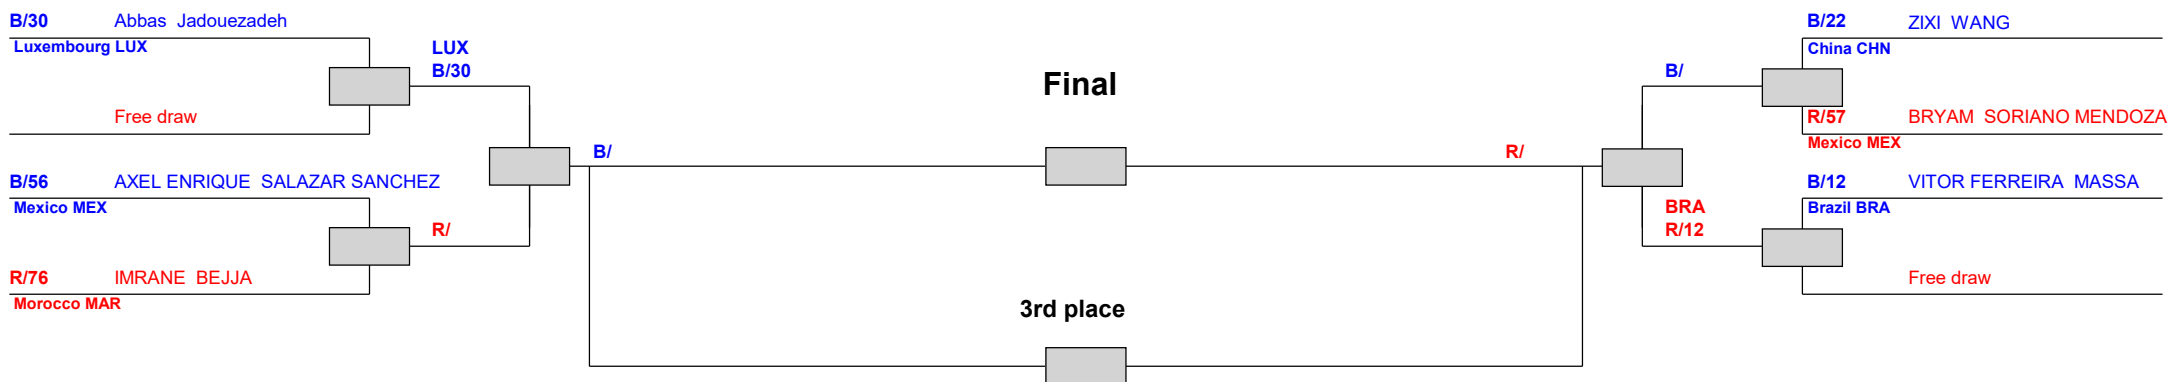 B/30 Abbas Jadouezadeh
Luxembourg LUX
LUX
B/30
Free draw
B/56 AXEL ENRIQUE SALAZAR SANCHEZ
Mexico MEX
R/
R/76 IMRANE BEJJA
Morocco MAR
B/
Final
R/
3rd place
B/22 ZIXI WANG
China CHN
B/
R/57 BRYAM SORIANO MENDOZA
Mexico MEX
B/12 VITOR FERREIRA MASSA
Brazil BRA
BRA
R/12
Free draw